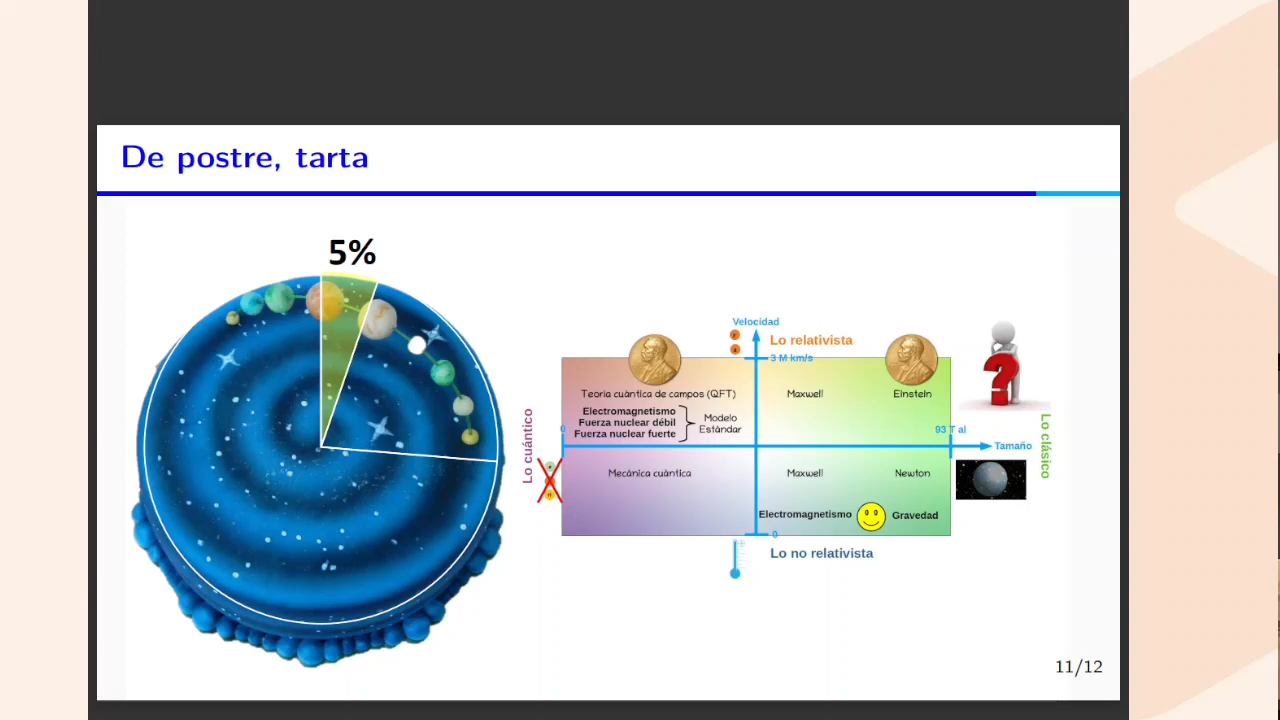 De postre, tarta
5%
Velocidad
Lo relativista
3 M km/s
Teoría cuántica de campos (QFT)
Maxwell
Einstein
Electromagnetismo
Fuerza nuclear débil
Fuerza nuclear fuerte
Modelo
Estándar
0
93 T al
Tamaño
Lo cuántico
Lo clásico
Mecánica cuántica
Maxwell
Newton
Electromagnetismo
Gravedad
0
Lo no relativista
11/12